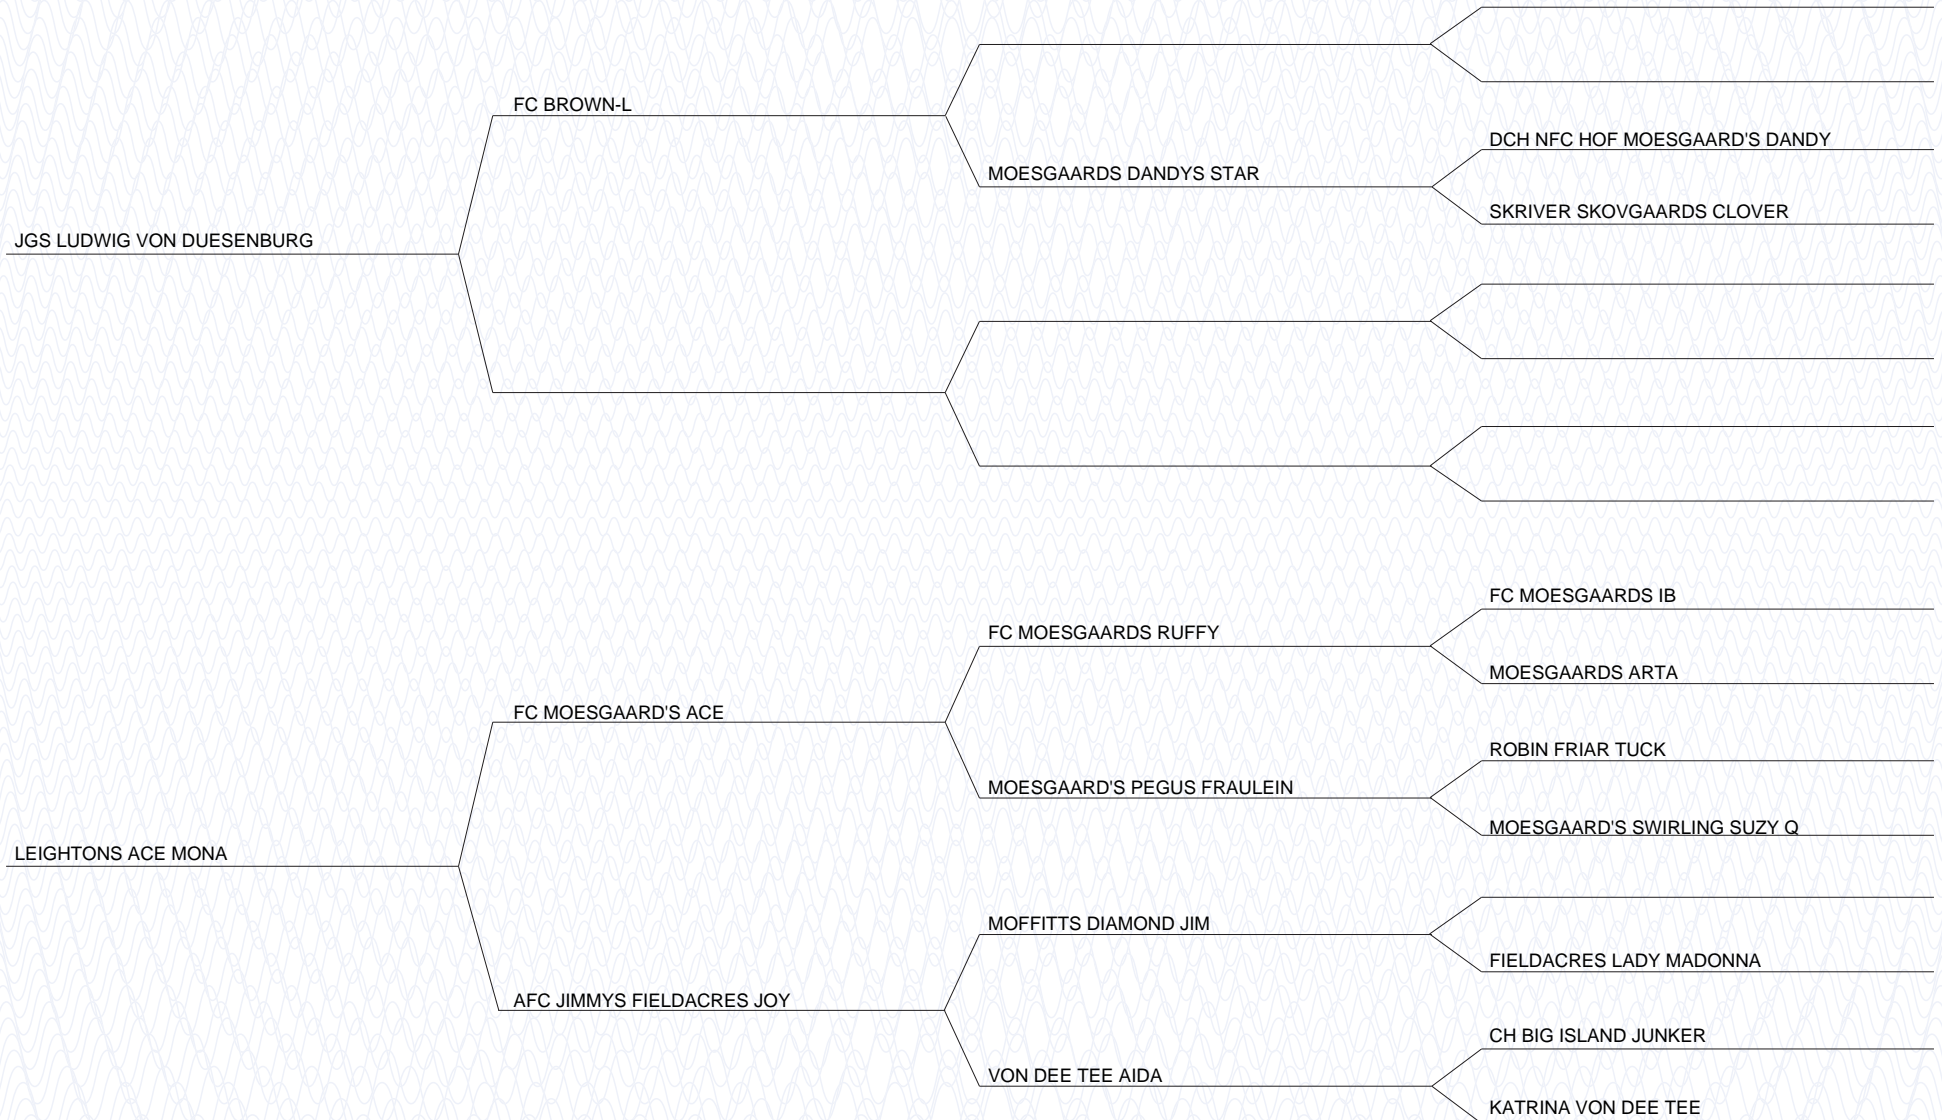 FC BROWN-L
DCH NFC HOF MOESGAARD'S DANDY
MOESGAARDS DANDYS STAR
SKRIVER SKOVGAARDS CLOVER
JGS LUDWIG VON DUESENBURG
FC MOESGAARDS IB
FC MOESGAARDS RUFFY
MOESGAARDS ARTA
FC MOESGAARD'S ACE
ROBIN FRIAR TUCK
MOESGAARD'S PEGUS FRAULEIN
MOESGAARD'S SWIRLING SUZY Q
LEIGHTONS ACE MONA
MOFFITTS DIAMOND JIM
FIELDACRES LADY MADONNA
AFC JIMMYS FIELDACRES JOY
CH BIG ISLAND JUNKER
VON DEE TEE AIDA
KATRINA VON DEE TEE